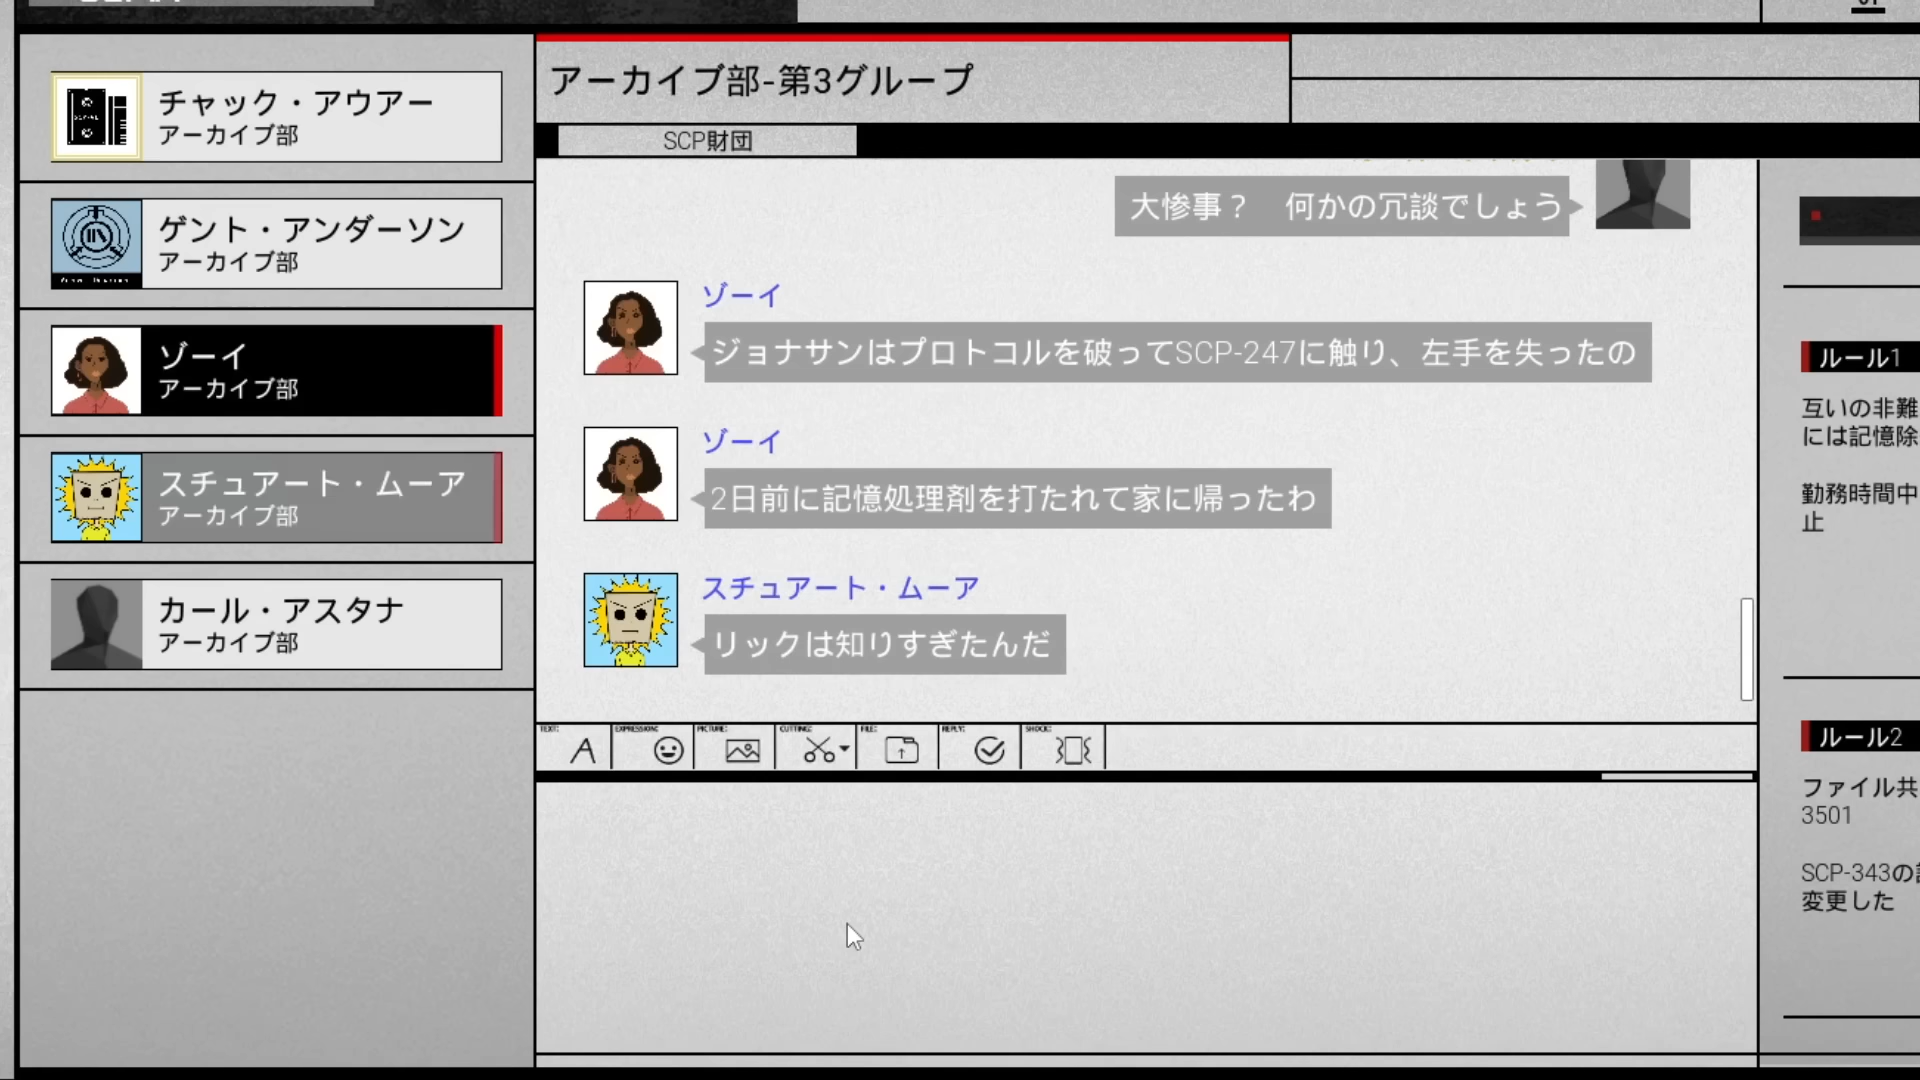 チャック・アウアー
アーカイブ部
ゲント・アンダーソン
アーカイブ部
ゾーイ
アーカイブ部
スチュアート・ムーア
アーカイブ部
カール・アスタナ
アーカイブ部
アーカイブ部-第3グループ
SCP財団
大惨事？　何かの冗談でしょう
ゾーイ
ジョナサンはプロトコルを破ってSCP-247に触り、左手を失ったの
ゾーイ
2日前に記憶処理剤を打たれて家に帰ったわ
スチュアート・ムーア
リックは知りすぎたんだ
TEXT:
EXPRESSION:
PICTURE:
CUTTING:
FILE:
REPLY:
SHOCK:
ルール1
互いの非難
には記憶除
勤務時間中
止
ルール2
ファイル共
3501
SCP-343の
変更した